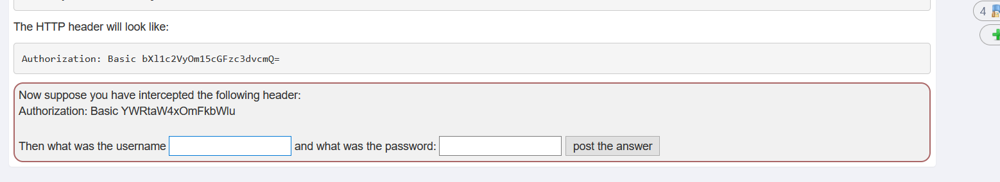 The HTTP header will look like:
Authorization: Basic bXl1c2VyOm15cGFzc3dvcmQ=
Now suppose you have intercepted the following header:
Authorization: Basic YWRtaW4xOmFkbWlu
Then what was the username and what was the password: post the answer
4